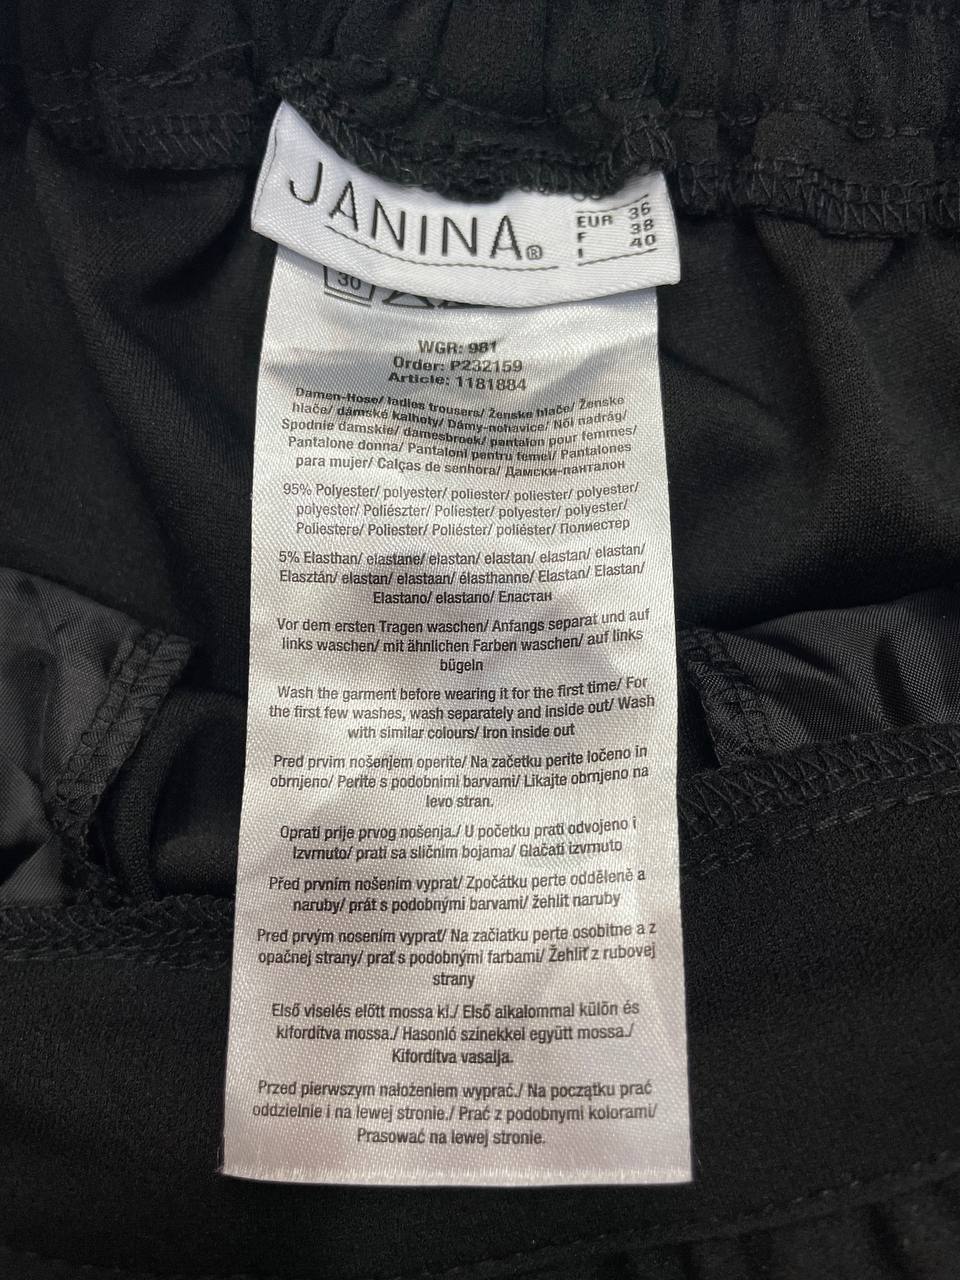 JANINA®
EUR 36
F 38
I 40
30
WGR: 981
Order: P232159
Article: 1181884
Damen-Hose/ ladies trousers/ Ženske hlače/ Ženske
hlače/ dámské kalhoty/ Dámy-nohavice/ Női nadrág/
Spodnie damskie/ damesbroek/ pantalon pour femmes/
Pantalone donna/ Pantaloni pentru femei/ Pantalones
para mujer/ Calças de senhora/ Дамски-панталон
95% Polyester/ polyester/ poliester/ poliester/ polyester/
polyester/ Poliészter/ Poliester/ polyester/ polyester/
Poliestere/ Poliester/ Poliéster/ poliéster/ Полиестер
5% Elasthan/ elastane/ elastan/ elastan/ elastan/ elastan/
Elasztán/ elastan/ elastaan/ élasthanne/ Elastan/ Elastan/
Elastano/ elastano/ Еластан
Vor dem ersten Tragen waschen/ Anfangs separat und auf
links waschen/ mit ähnlichen Farben waschen/ auf links
bügeln
Wash the garment before wearing it for the first time/ For
the first few washes, wash separately and inside out/ Wash
with similar colours/ Iron inside out
Pred prvim nošenjem operite/ Na začetku perite ločeno in
obrnjeno/ Perite s podobnimi barvami/ Likajte obrnjeno na
levo stran.
Oprati prije prvog nošenja./ U početku prati odvojeno i
Izvrnuto/ prati sa sličnim bojama/ Glačati izvrnuto
Před prvním nošením vyprat/ Zpočátku perte odděleně a
naruby/ prát s podobnými barvami/ žehlit naruby
Pred prvým nosením vyprať/ Na začiatku perte osobitne a z
opačnej strany/ prať s podobnými farbami/ Žehliť z rubovej
strany
Első viselés előtt mossa ki./ Első alkalommal külön és
kifordítva mossa./ Hasonló színekkel együtt mossa./
Kifordítva vasalja.
Przed pierwszym nałożeniem wyprać./ Na początku prać
oddzielnie i na lewej stronie./ Prać z podobnymi kolorami/
Prasować na lewej stronie.